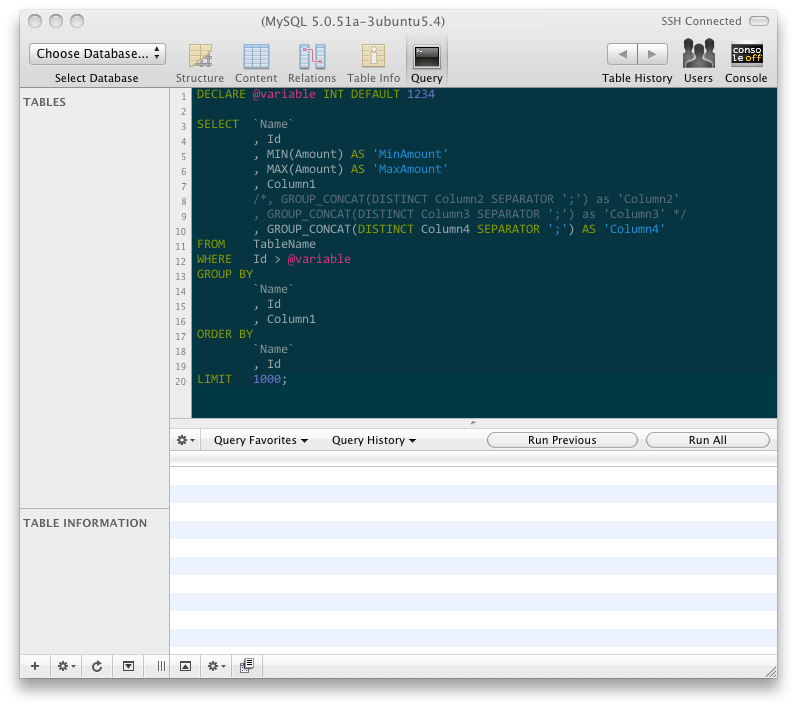 (MySQL 5.0.51a-3ubuntu5.4)
SSH Connected
Choose Database...
Select Database
Structure
Content
Relations
Table Info
Query
Table History
Users
conso
le off
Console
TABLES
1 DECLARE @variable INT DEFAULT 1234
2
3 SELECT  `Name`
4         , Id
5         , MIN(Amount) AS 'MinAmount'
6         , MAX(Amount) AS 'MaxAmount'
7         , Column1
8         /*, GROUP_CONCAT(DISTINCT Column2 SEPARATOR ';') as 'Column2'
9         , GROUP_CONCAT(DISTINCT Column3 SEPARATOR ';') as 'Column3' */
10         , GROUP_CONCAT(DISTINCT Column4 SEPARATOR ';') AS 'Column4'
11 FROM    TableName
12 WHERE   Id > @variable
13 GROUP BY
14         `Name`
15         , Id
16         , Column1
17 ORDER BY
18         `Name`
19         , Id
20 LIMIT   1000;
Query Favorites
Query History
Run Previous
Run All
TABLE INFORMATION